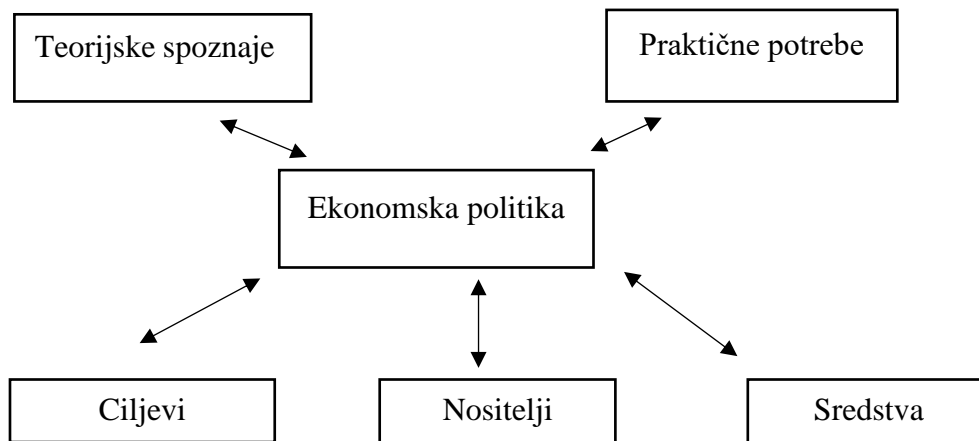 Teorijske spoznaje
Praktične potrebe
Ekonomska politika
Ciljevi
Nositelji
Sredstva